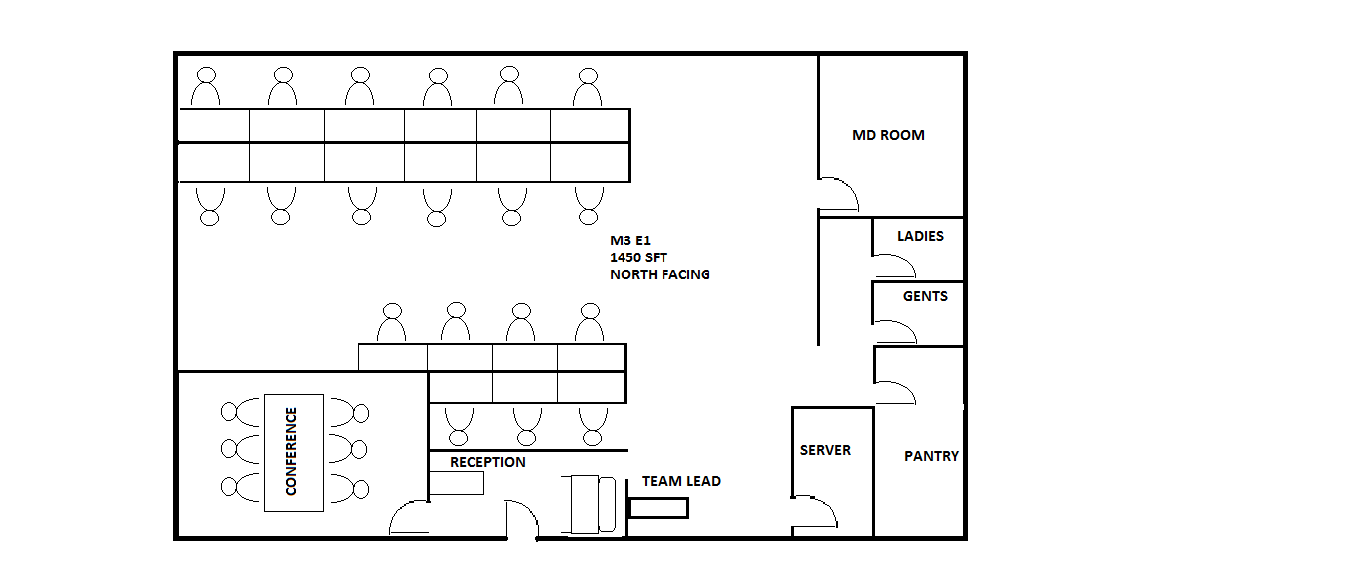 MD ROOM
LADIES
M3 E1
1450 SFT
NORTH FACING
GENTS
CONFERENCE
RECEPTION
SERVER
PANTRY
TEAM LEAD